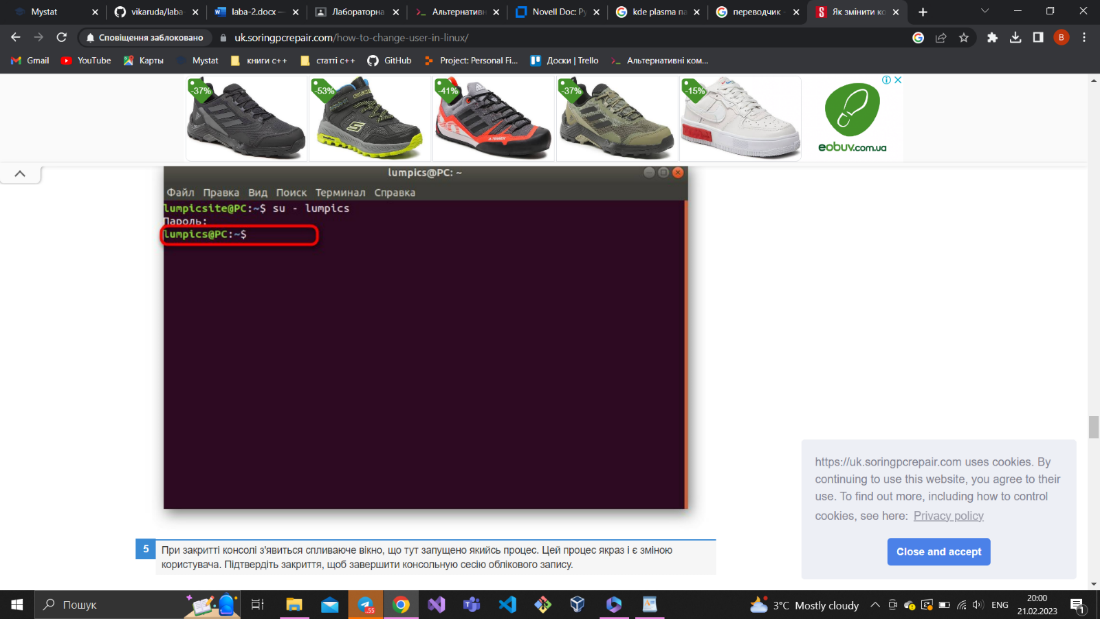 Mystat
vikaruda/laba
laba-2.docx —
Лабораторна
Альтернативн
Novell Doc: Ру
kde plasma па
переводчик -
Як змінити ко
Сповіщення заблоковано
uk.soringpcrepair.com/how-to-change-user-in-linux/
В
Gmail
YouTube
Карты
Mystat
книги с++
статті с++
GitHub
Project: Personal Fi...
Доски | Trello
Альтернативні ком...
-37%
-53%
-41%
-37%
-15%
eobuv.com.ua
lumpics@PC: ~
Файл Правка Вид Поиск Терминал Справка
lumpicsite@PC:~$ su - lumpics
Пароль:
lumpics@PC:~$
https://uk.soringpcrepair.com uses cookies. By
continuing to use this website, you agree to their
use. To find out more, including how to control
cookies, see here: Privacy policy
Close and accept
5
При закритті консолі з'явиться спливаюче вікно, що тут запущено якийсь процес. Цей процес якраз і є зміною
користувача. Підтвердіть закриття, щоб завершити консольну сесію облікового запису.
Пошук
3°C Mostly cloudy
ENG
20:00
21.02.2023
1